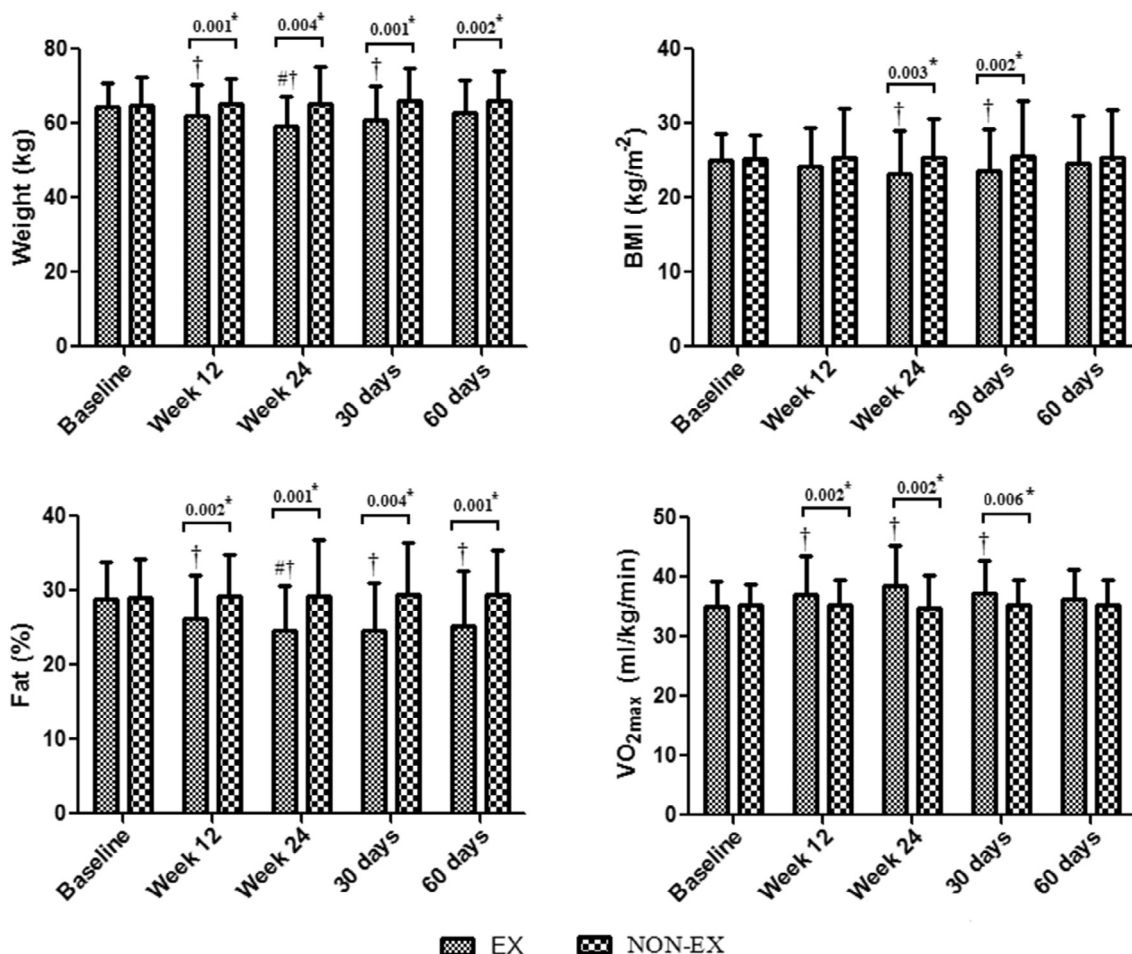 0.001* 0.004* 0.001* 0.002*
† #† †
Weight (kg)
80
60
40
20
0
Baseline Week 12 Week 24 30 days 60 days
0.003* 0.002*
† †
BMI (kg/m-2)
40
30
20
10
0
Baseline Week 12 Week 24 30 days 60 days
0.002* 0.001* 0.004* 0.001*
† #† † †
Fat (%)
40
30
20
10
0
Baseline Week 12 Week 24 30 days 60 days
0.002* 0.002* 0.006*
† † †
VO2max (ml/kg/min)
50
40
30
20
10
0
Baseline Week 12 Week 24 30 days 60 days
EX NON-EX